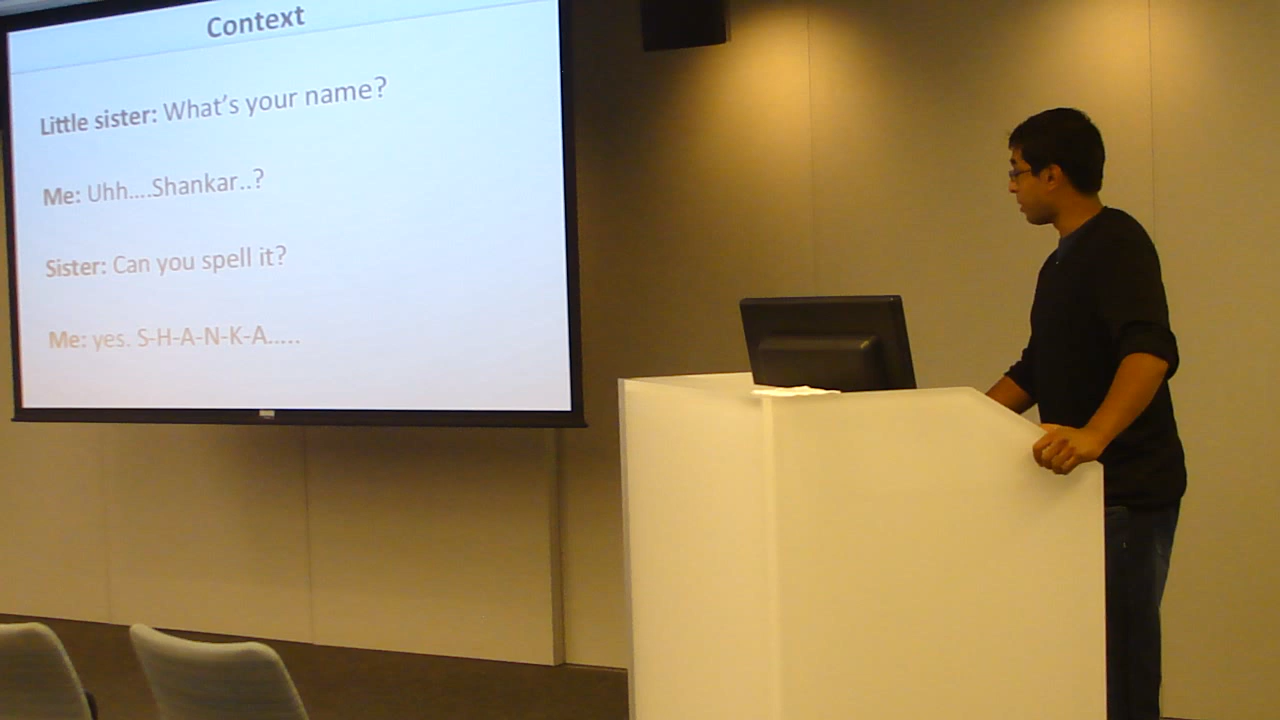 Context
Little sister: What's your name?
Me: Uhh....Shankar..?
Sister: Can you spell it?
Me: yes. S-H-A-N-K-A.....